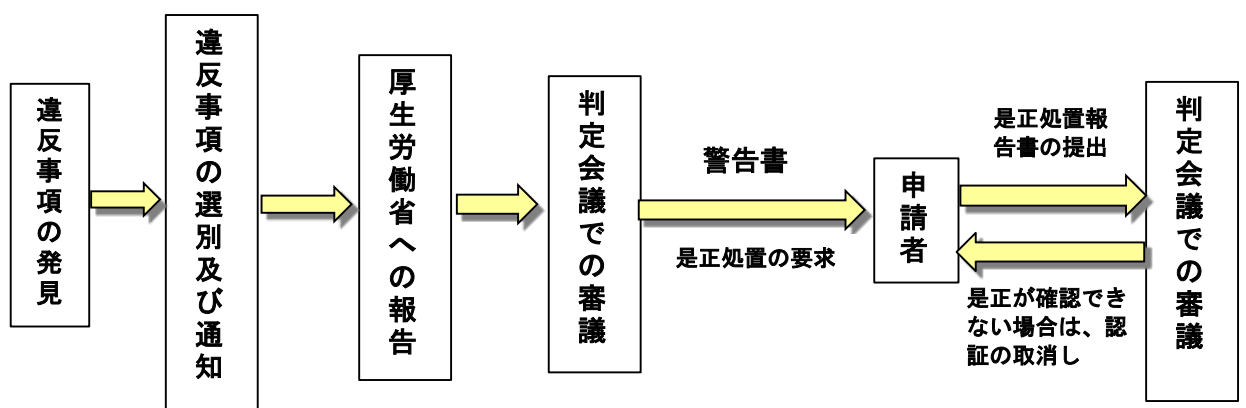 違反事項の発見
違反事項の選別及び通知
厚生労働省への報告
判定会議での審議
警告書
是正処置の要求
申請者
是正処置報
告書の提出
是正が確認でき
ない場合は、認
証の取消し
判定会議での審議